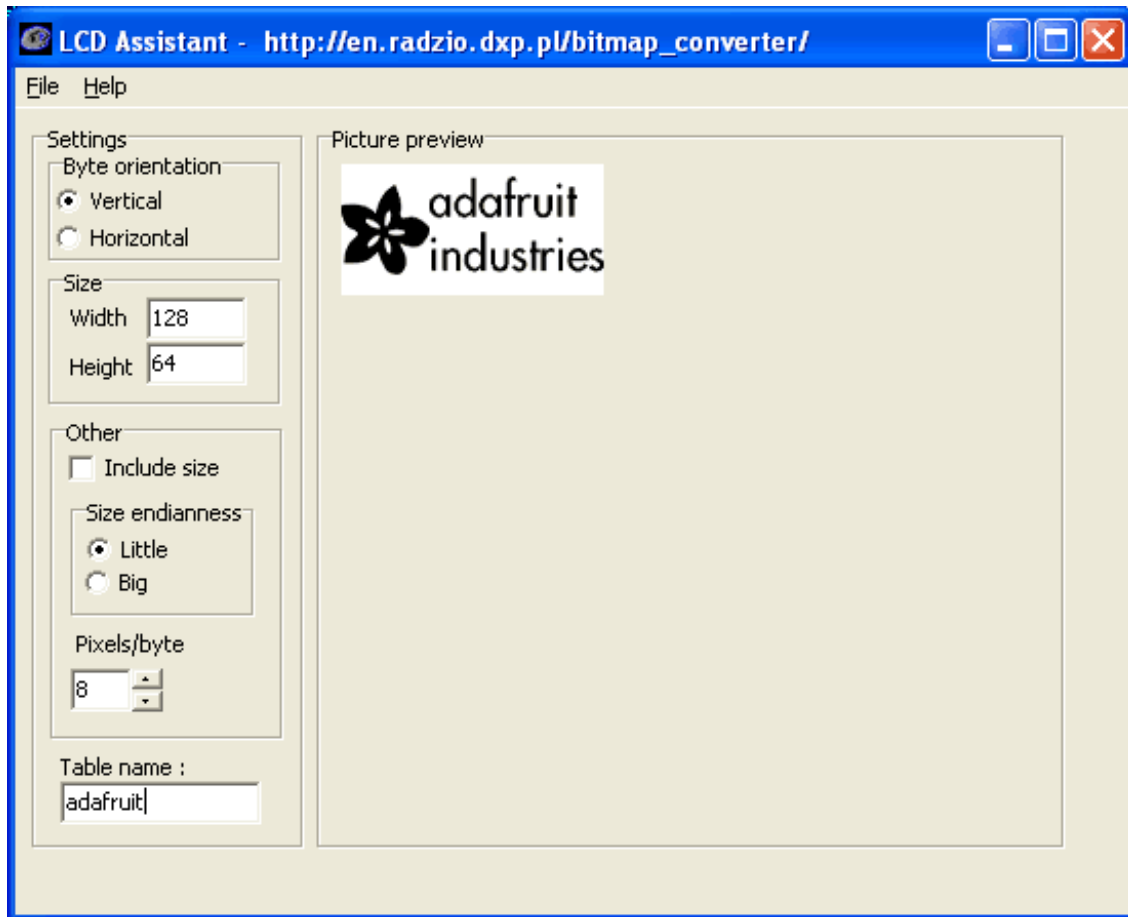 LCD Assistant - http://en.radzio.dxp.pl/bitmap_converter/
File Help
Settings
Byte orientation
Vertical
Horizontal
Size
Width 128
Height 64
Other
Include size
Size endianness
Little
Big
Pixels/byte
8
Table name :
adafruit
Picture preview
adafruit
industries